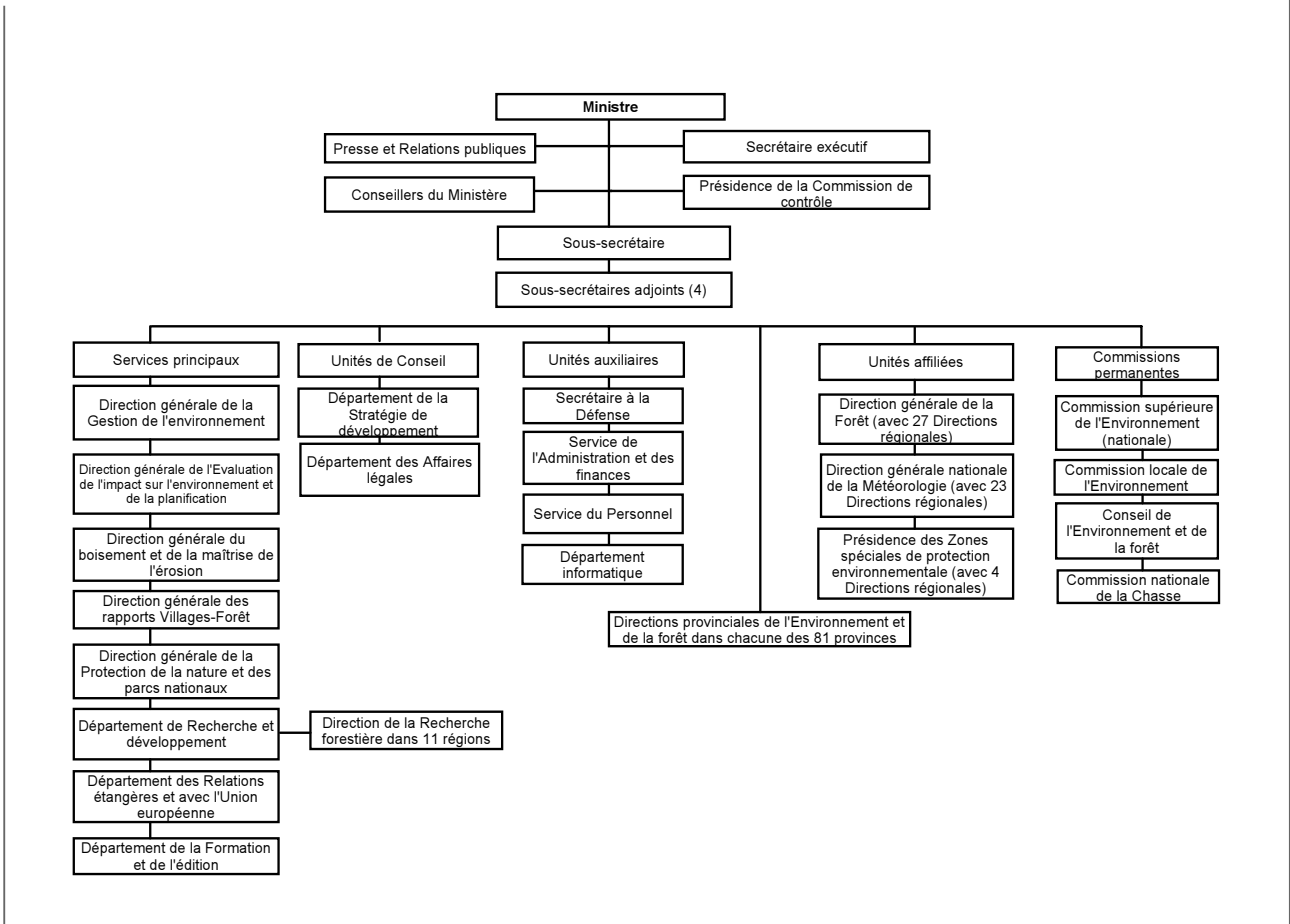 Ministre
Presse et Relations publiques
Secrétaire exécutif
Conseillers du Ministère
Présidence de la Commission de
contrôle
Sous-secrétaire
Sous-secrétaires adjoints (4)
Services principaux
Direction générale de la
Gestion de l'environnement
Direction générale de l'Evaluation
de l'impact sur l'environnement et
de la planification
Direction générale du
boisement et de la maîtrise de
l'érosion
Direction générale des
rapports Villages-Forêt
Direction générale de la
Protection de la nature et des
parcs nationaux
Département de Recherche et
développement
Direction de la Recherche
forestière dans 11 régions
Département des Relations
étangères et avec l'Union
européenne
Département de la Formation
et de l'édition
Unités de Conseil
Département de la
Stratégie de
développement
Département des Affaires
légales
Unités auxiliaires
Secrétaire à la
Défense
Service de
l'Administration et des
finances
Service du Personnel
Département
informatique
Directions provinciales de l'Environnement et
de la forêt dans chacune des 81 provinces
Unités affiliées
Direction générale de la
Forêt (avec 27 Directions
régionales)
Direction générale nationale
de la Météorologie (avec 23
Directions régionales)
Présidence des Zones
spéciales de protection
environnementale (avec 4
Directions régionales)
Commissions
permanentes
Commission supérieure
de l'Environnement
(nationale)
Commission locale de
l'Environnement
Conseil de
l'Environnement et de
la forêt
Commission nationale
de la Chasse